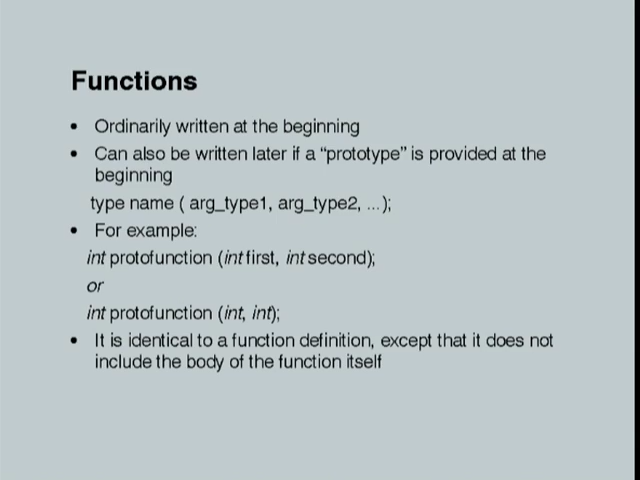 Functions
• Ordinarily written at the beginning
• Can also be written later if a “prototype” is provided at the
beginning
type name ( arg_type1, arg_type2, ...);
• For example:
int protofunction (int first, int second);
or
int protofunction (int, int);
• It is identical to a function definition, except that it does not
include the body of the function itself